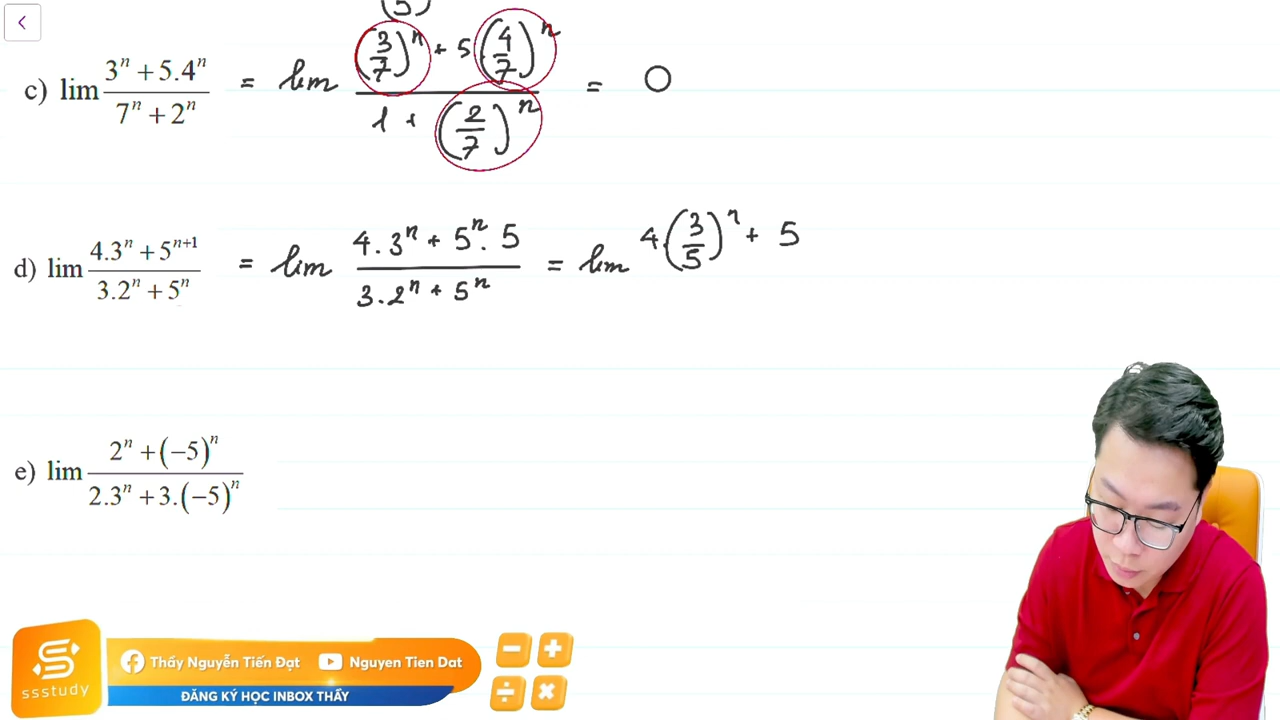 (5)
c) lim (3^n + 5.4^n)/(7^n + 2^n) = lim ((3/7)^n + 5(4/7)^n)/(1 + (2/7)^n) = 0
d) lim (4.3^n + 5^{n+1})/(3.2^n + 5^n) = lim (4.3^n + 5^n.5)/(3.2^n + 5^n) = lim 4.(3/5)^n + 5
e) lim (2^n + (−5)^n)/(2.3^n + 3.(−5)^n)
ssstudy
Thầy Nguyễn Tiến Đạt Nguyen Tien Dat
ĐĂNG KÝ HỌC INBOX THẦY